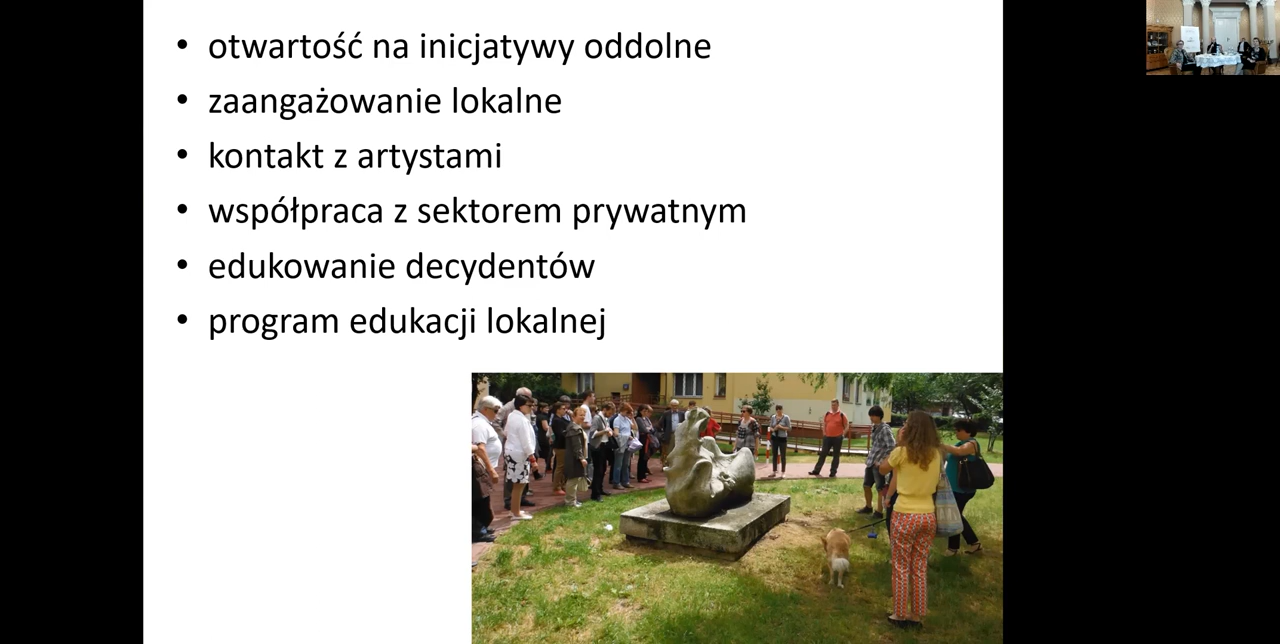 • otwartość na inicjatywy oddolne
• zaangażowanie lokalne
• kontakt z artystami
• współpraca z sektorem prywatnym
• edukowanie decydentów
• program edukacji lokalnej